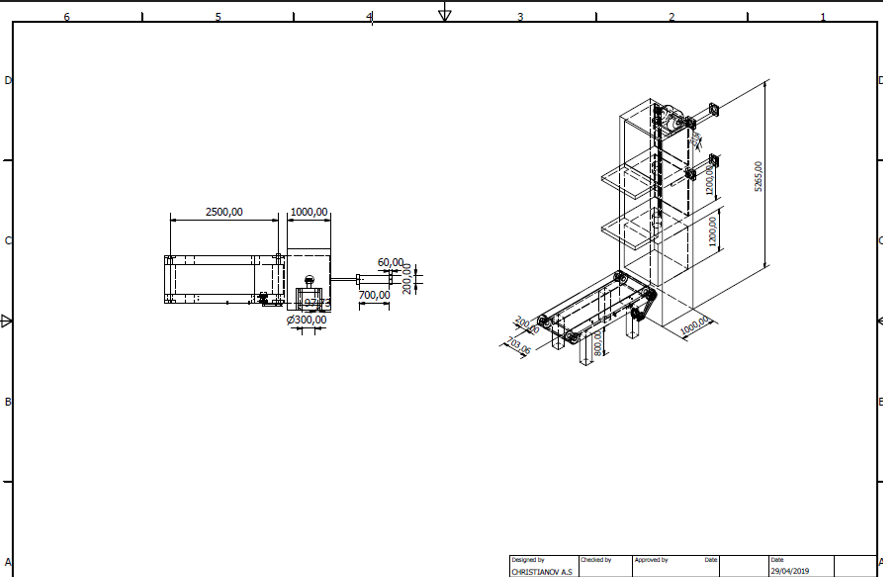 6 5 4 3 2 1
D D
2500,00 1000,00
5265,00
1200,00
C C
1200,00
60,00
200,00
700,00
Ø300,00
200,00
703,06
800,00
1000,00
B B
A A
Designed by Checked by Approved by Date Date
CHRISTIANOV A.S 29/04/2019